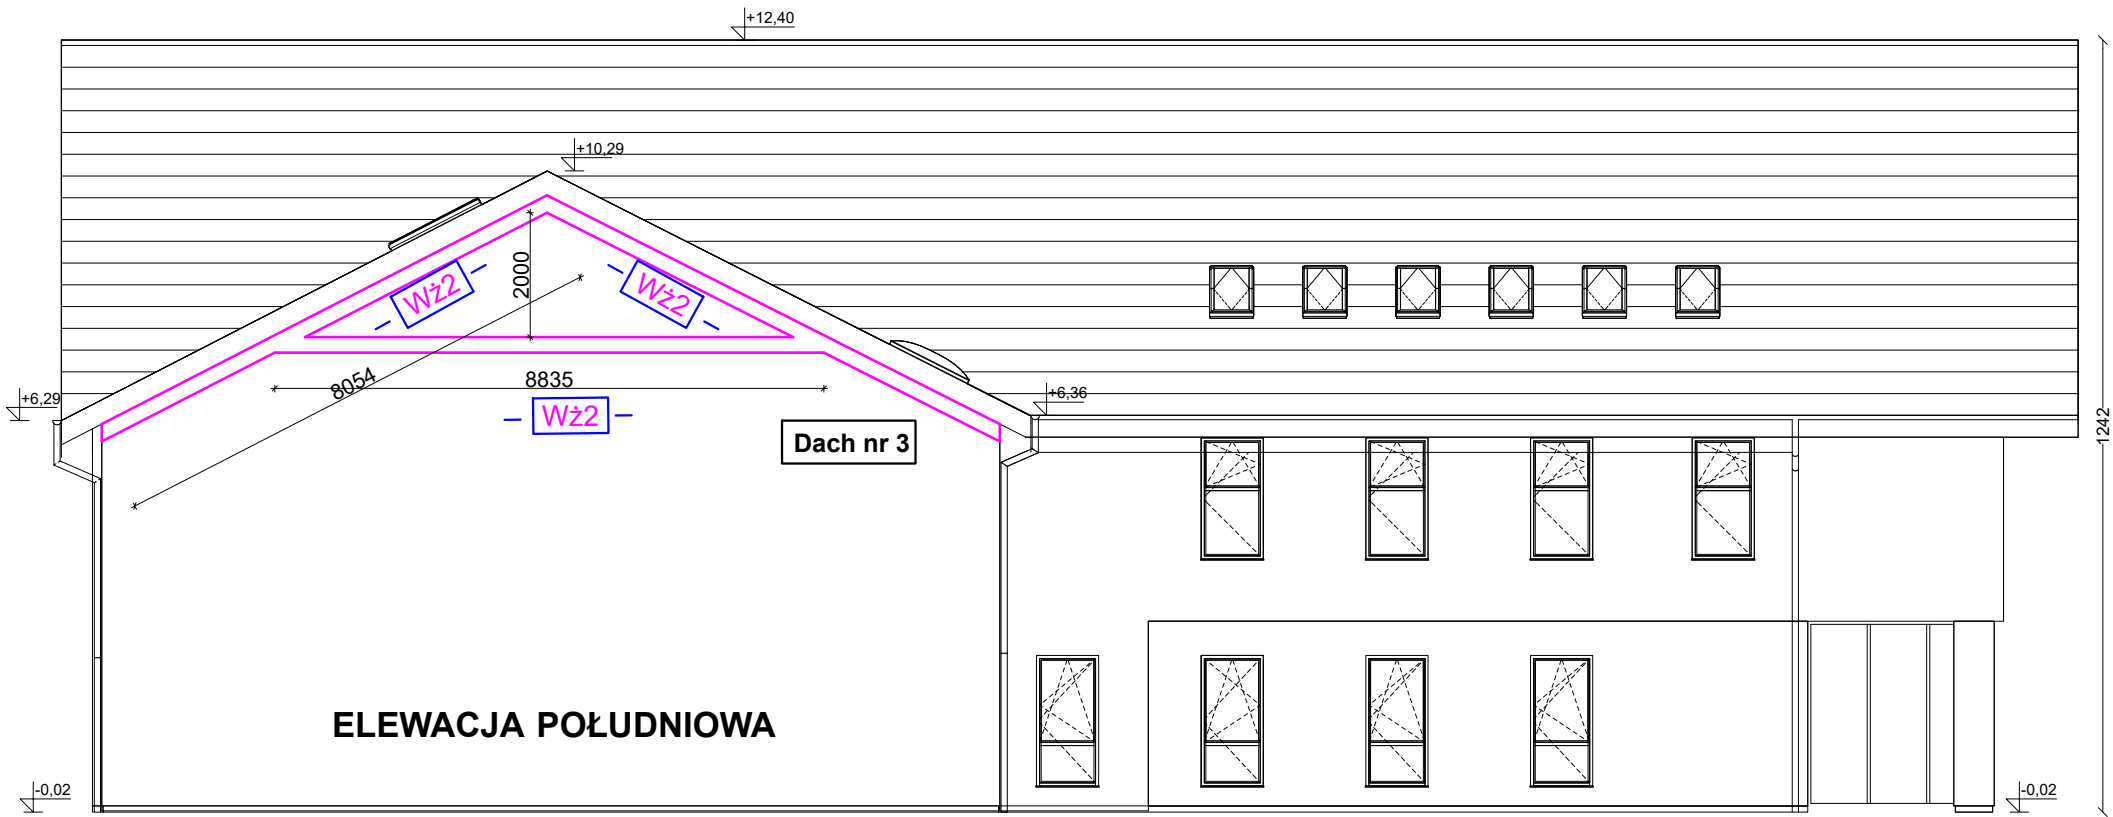 +12,40
+10,29
2000
Wż2
Wż2
8054
8835
+6,29
+6,36
Wż2
1242
Dach nr 3
ELEWACJA POŁUDNIOWA
-0,02
-0,02